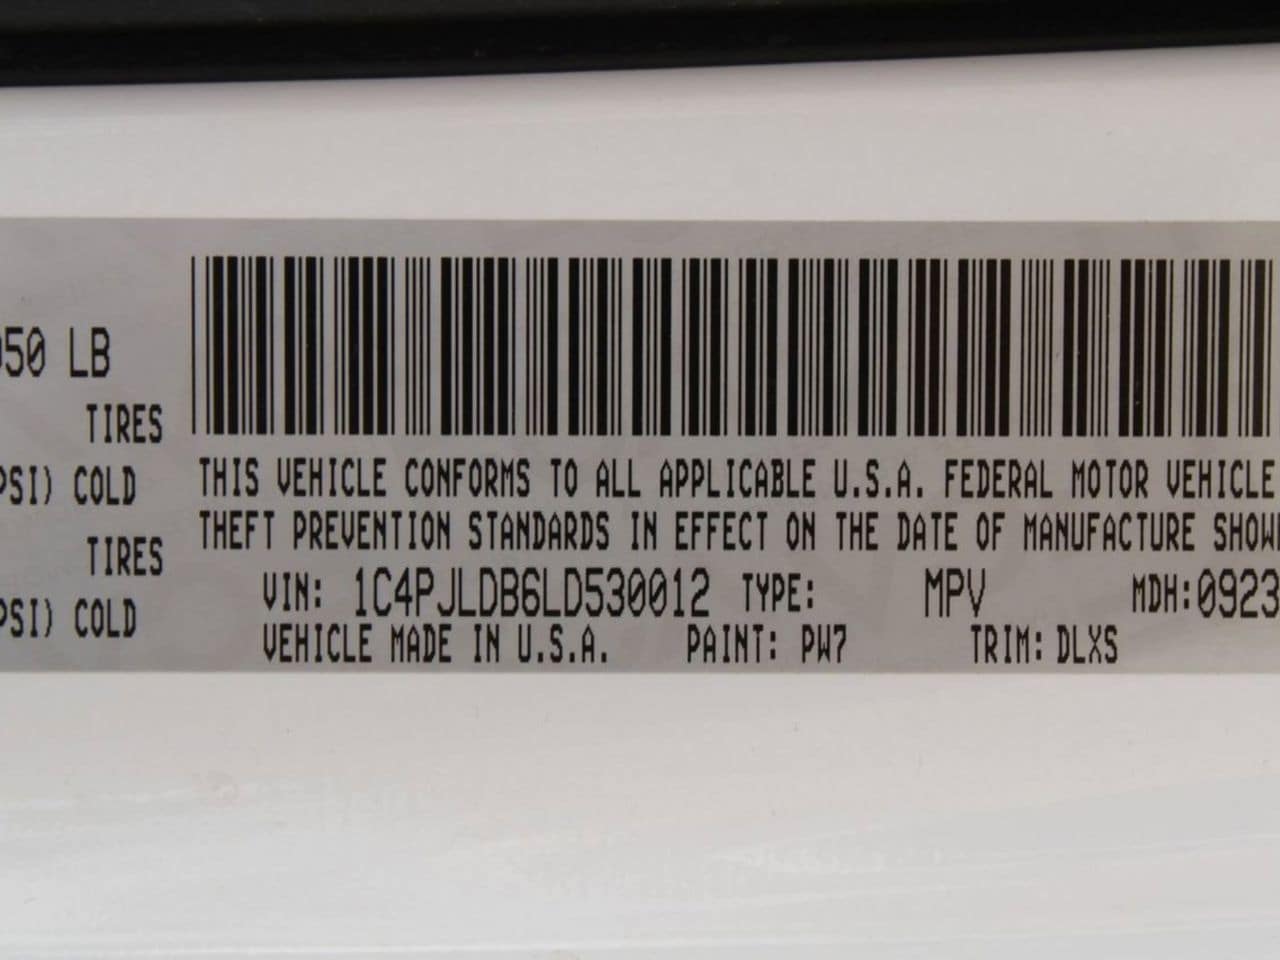 50 LB
TIRES
PSI) COLD
TIRES
PSI) COLD
THIS VEHICLE CONFORMS TO ALL APPLICABLE U.S.A. FEDERAL MOTOR VEHICLE
THEFT PREVENTION STANDARDS IN EFFECT ON THE DATE OF MANUFACTURE SHOW
VIN: 1C4PJLDB6LD530012 TYPE: MPV MDH:0923
VEHICLE MADE IN U.S.A. PAINT: PW7 TRIM: DLXS